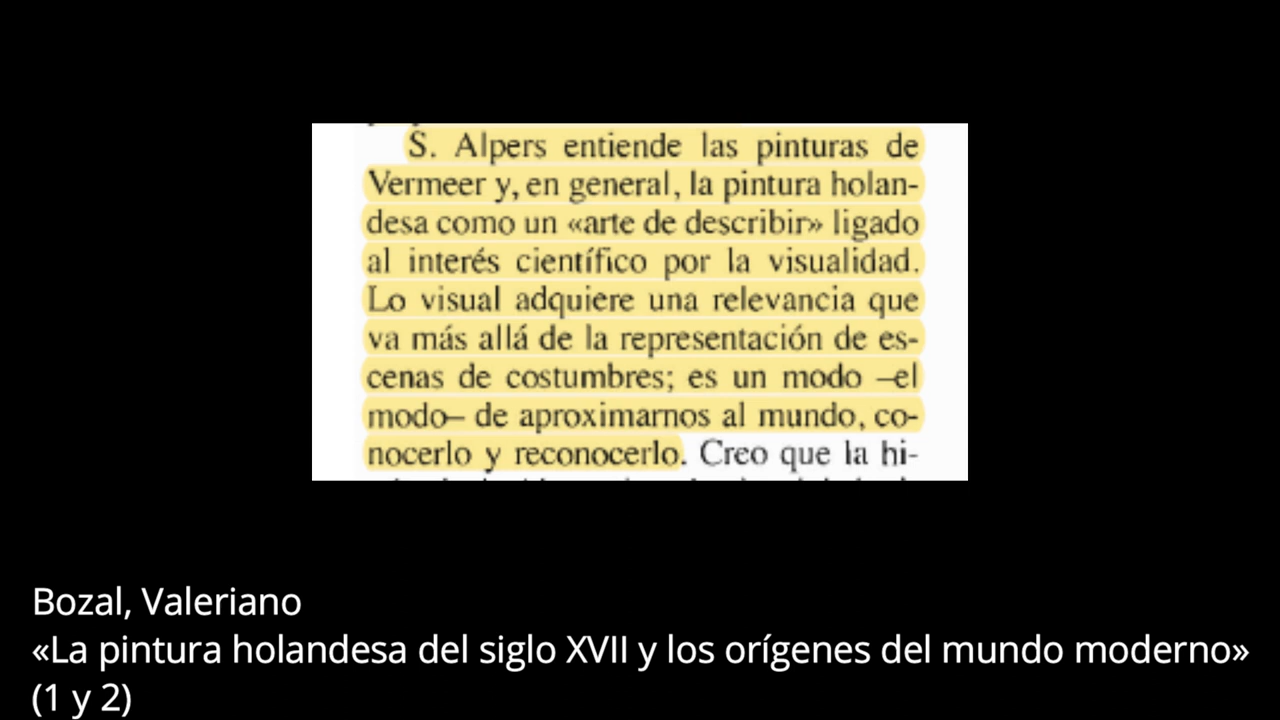 S. Alpers entiende las pinturas de
Vermeer y, en general, la pintura holan-
desa como un «arte de describir» ligado
al interés científico por la visualidad.
Lo visual adquiere una relevancia que
va más allá de la representación de es-
cenas de costumbres; es un modo –el
modo– de aproximarnos al mundo, co-
nocerlo y reconocerlo. Creo que la hi-
Bozal, Valeriano
«La pintura holandesa del siglo XVII y los orígenes del mundo moderno»
(1 y 2)